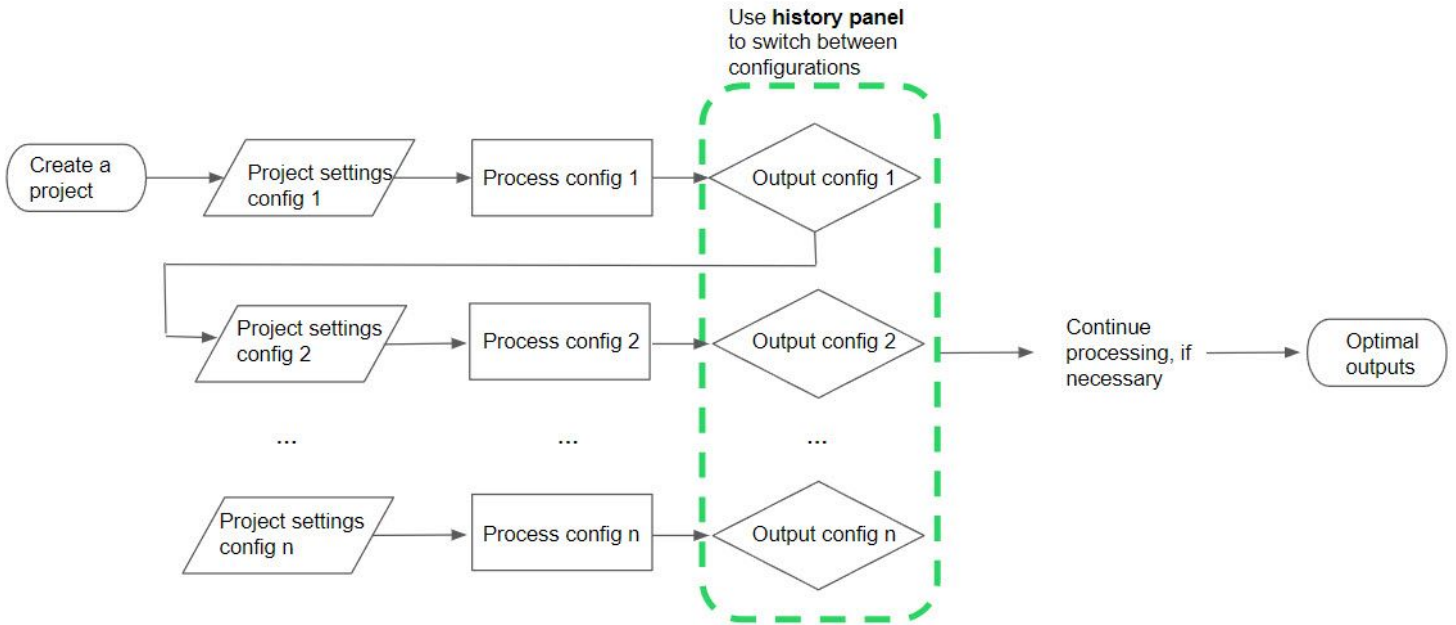 Use history panel
to switch between
configurations
Create a
project
Project settings
config 1
Process config 1
Output config 1
Project settings
config 2
Process config 2
Output config 2
Continue
processing, if
necessary
Optimal
outputs
...
...
...
Project settings
config n
Process config n
Output config n